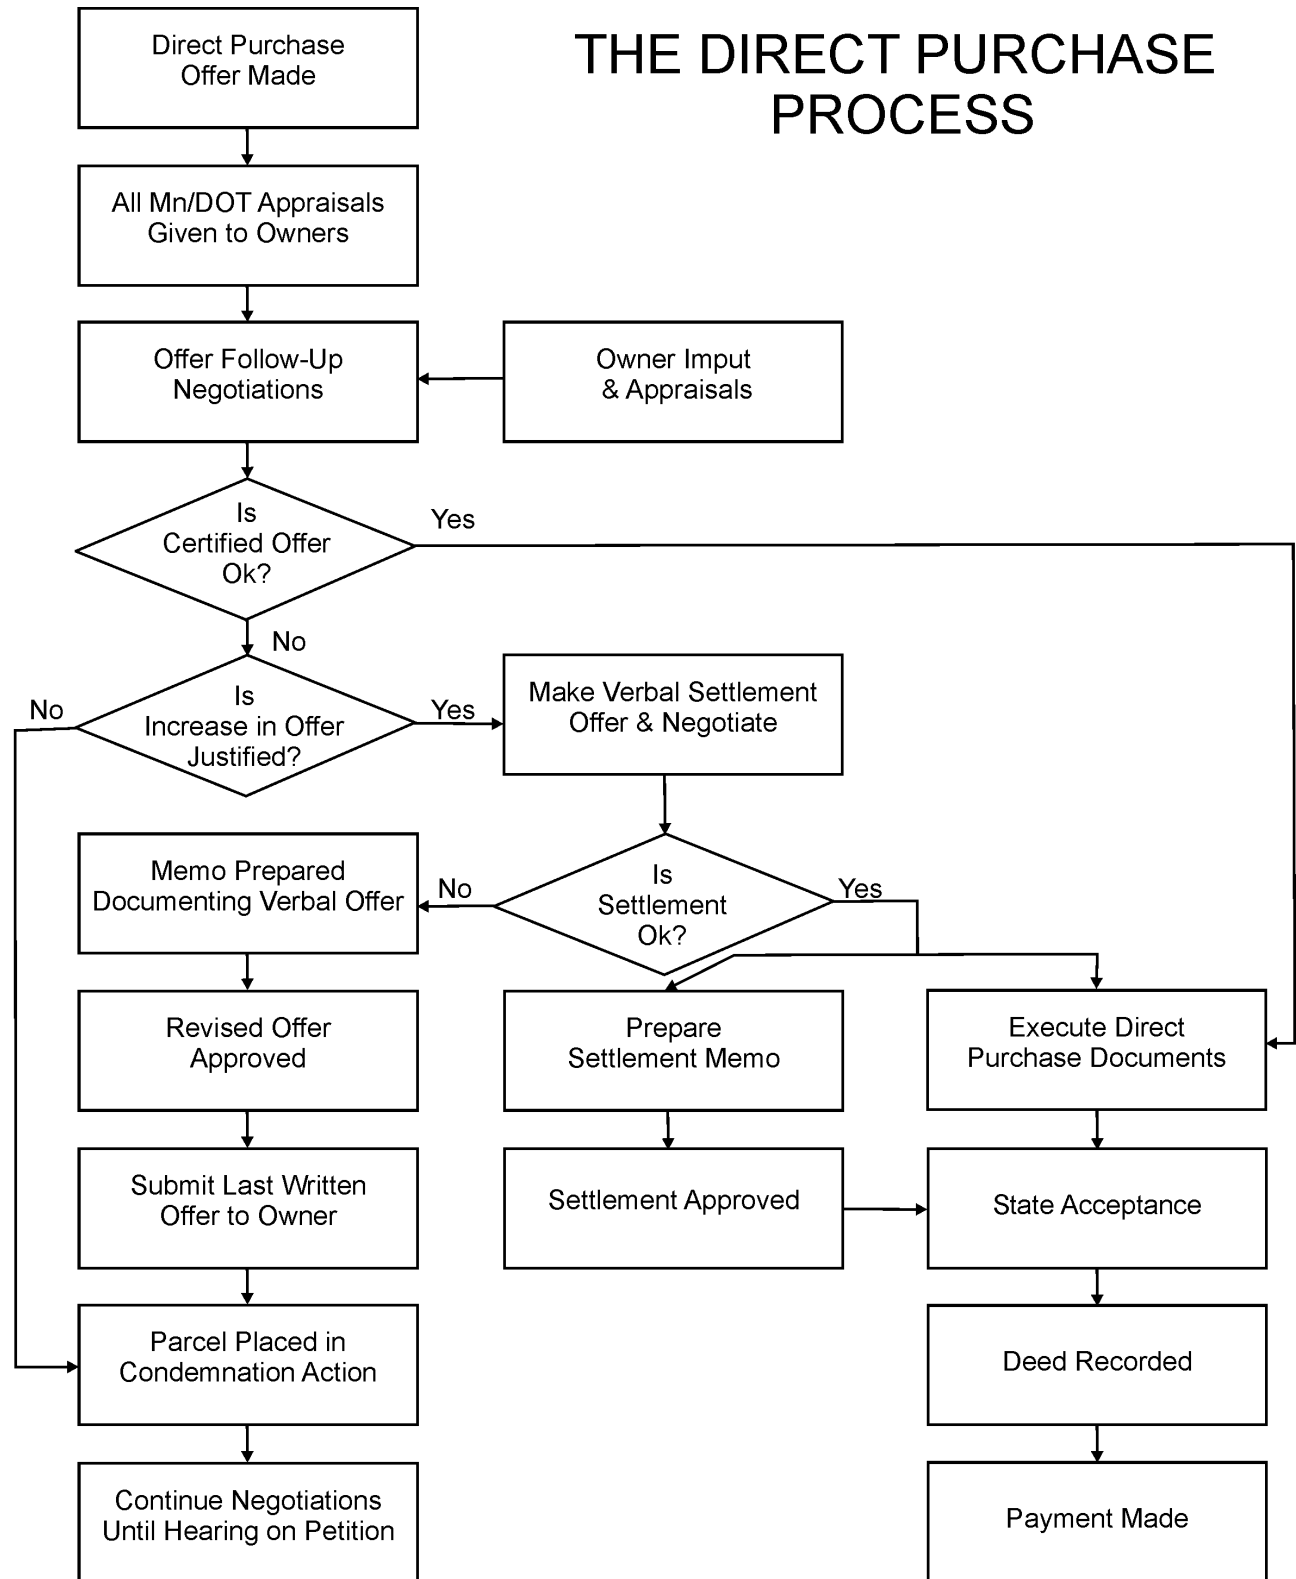 THE DIRECT PURCHASE
PROCESS
Direct Purchase
Offer Made
All Mn/DOT Appraisals
Given to Owners
Offer Follow-Up
Negotiations
Owner Imput
& Appraisals
Is
Certified Offer
Ok?
Yes
No
Is
Increase in Offer
Justified?
No
Yes
Make Verbal Settlement
Offer & Negotiate
Is
Settlement
Ok?
No
Yes
Memo Prepared
Documenting Verbal Offer
Revised Offer
Approved
Prepare
Settlement Memo
Execute Direct
Purchase Documents
Submit Last Written
Offer to Owner
Settlement Approved
State Acceptance
Parcel Placed in
Condemnation Action
Deed Recorded
Continue Negotiations
Until Hearing on Petition
Payment Made